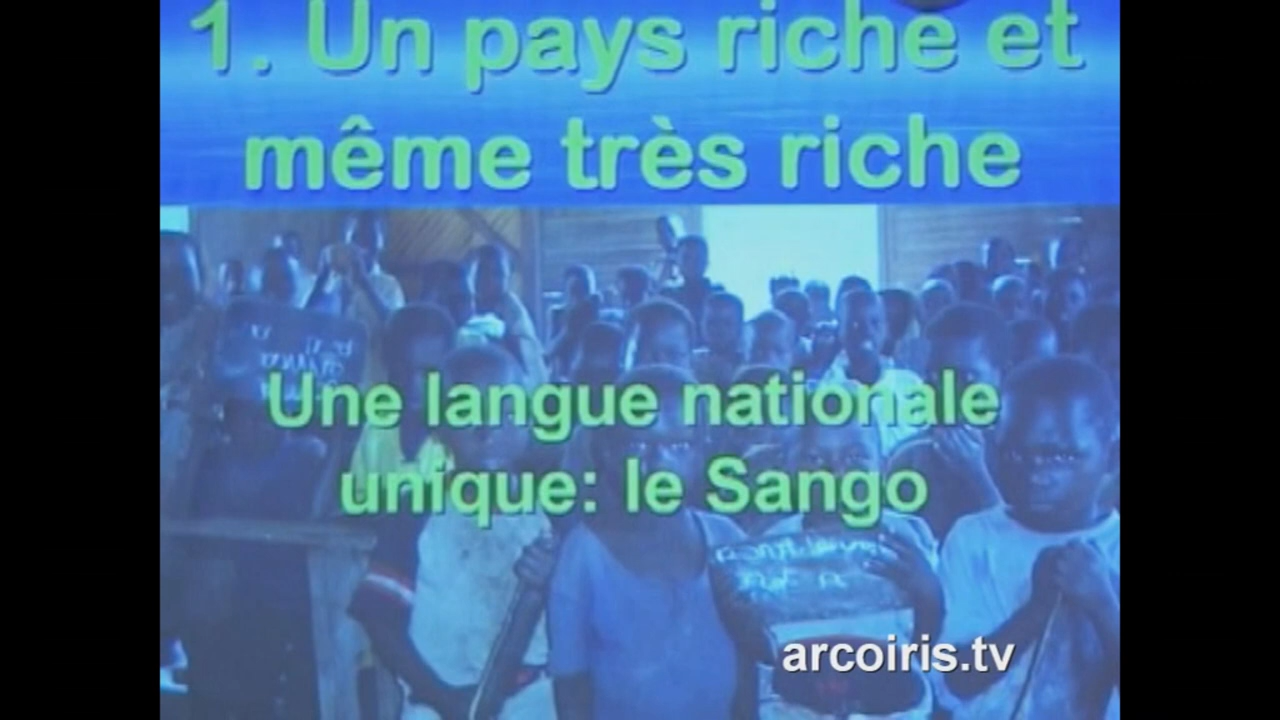 1. Un pays riche et
même très riche
Une langue nationale
unique: le Sango
arcoiris.tv